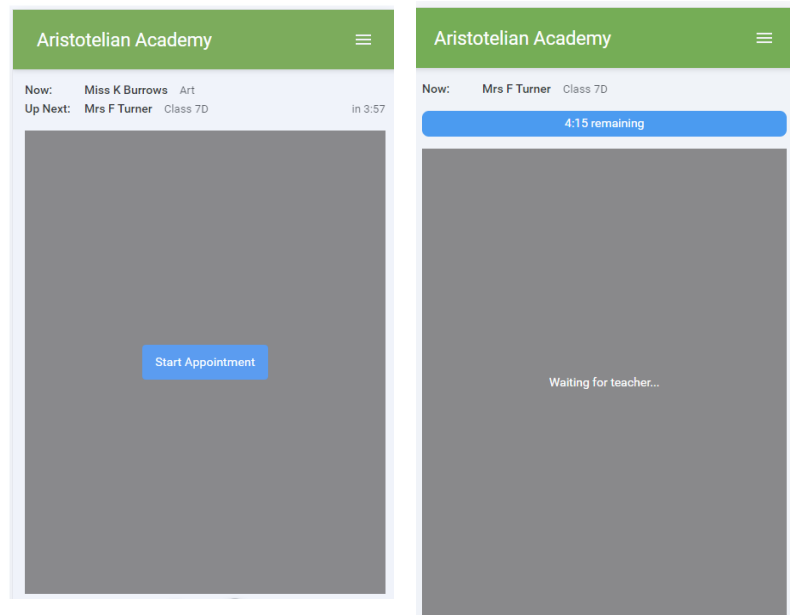 Aristotelian Academy
Now: Miss K Burrows Art
Up Next: Mrs F Turner Class 7D in 3:57
Start Appointment
Aristotelian Academy
Now: Mrs F Turner Class 7D
4:15 remaining
Waiting for teacher...